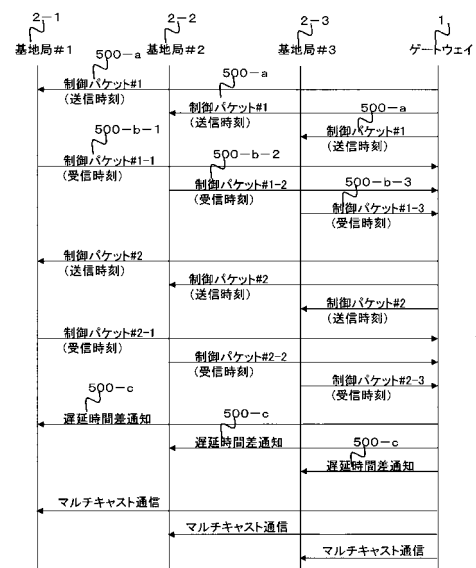 2-1 2-2 2-3 1
基地局#1 基地局#2 基地局#3 ゲートウェイ
500-a
制御パケット#1
(送信時刻)
500-a
制御パケット#1
(送信時刻)
500-a
制御パケット#1
(送信時刻)
500-b-1
制御パケット#1-1
(受信時刻)
500-b-2
制御パケット#1-2
(受信時刻)
500-b-3
制御パケット#1-3
(受信時刻)
制御パケット#2
(送信時刻)
制御パケット#2
(送信時刻)
制御パケット#2
(送信時刻)
制御パケット#2-1
(受信時刻)
制御パケット#2-2
(受信時刻)
制御パケット#2-3
(受信時刻)
500-c
遅延時間差通知
500-c
遅延時間差通知
500-c
遅延時間差通知
マルチキャスト通信
マルチキャスト通信
マルチキャスト通信